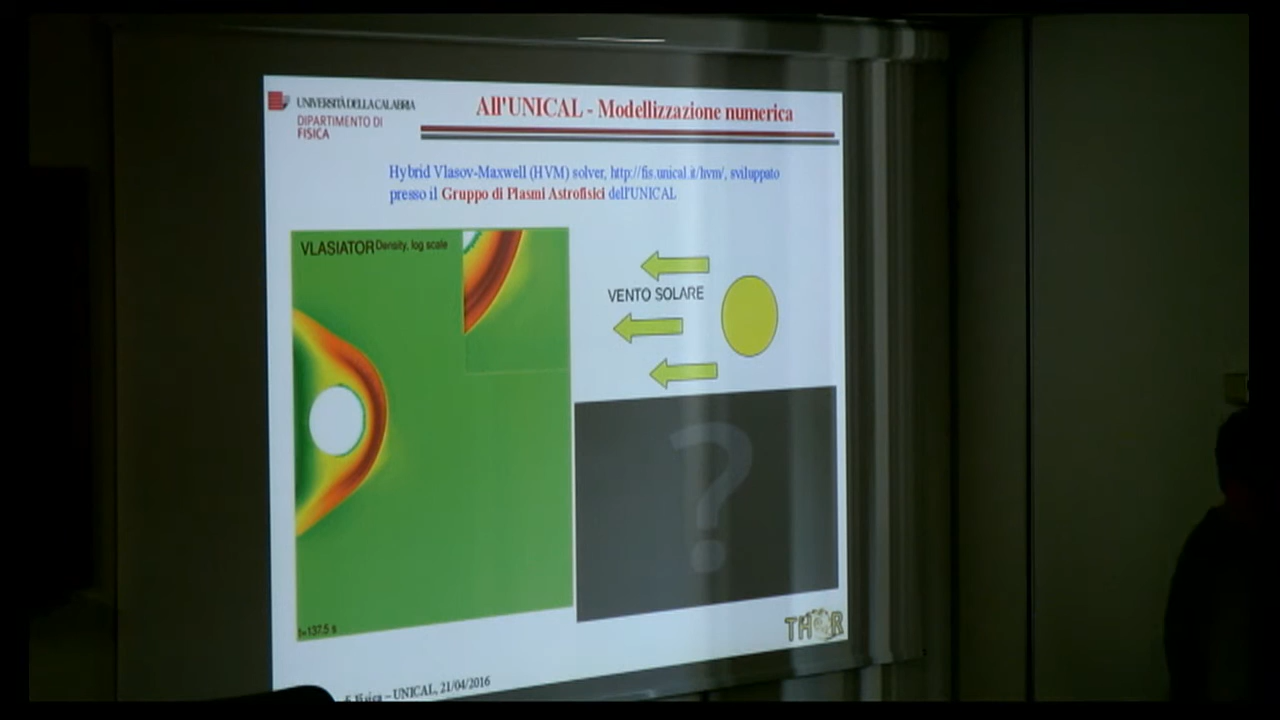 UNIVERSITÀ DELLA CALABRIA
DIPARTIMENTO DI
FISICA
All'UNICAL - Modellizzazione numerica
Hybrid Vlasov-Maxwell (HVM) solver, http://fis.unical.it/hvm/, sviluppato
presso il Gruppo di Plasmi Astrofisici dell'UNICAL
VLASIATOR Density, log scale
VENTO SOLARE
?
t=137.5 s
THOR
Fisica – UNICAL, 21/04/2016